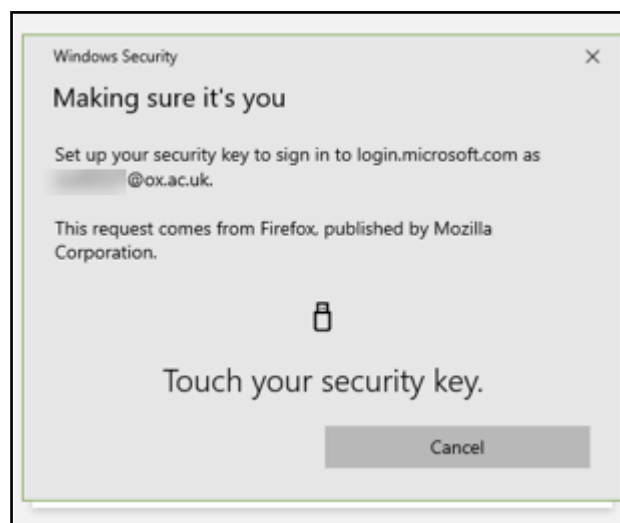 Windows Security
Making sure it's you
Set up your security key to sign in to login.microsoft.com as
@ox.ac.uk.
This request comes from Firefox, published by Mozilla
Corporation.
Touch your security key.
Cancel